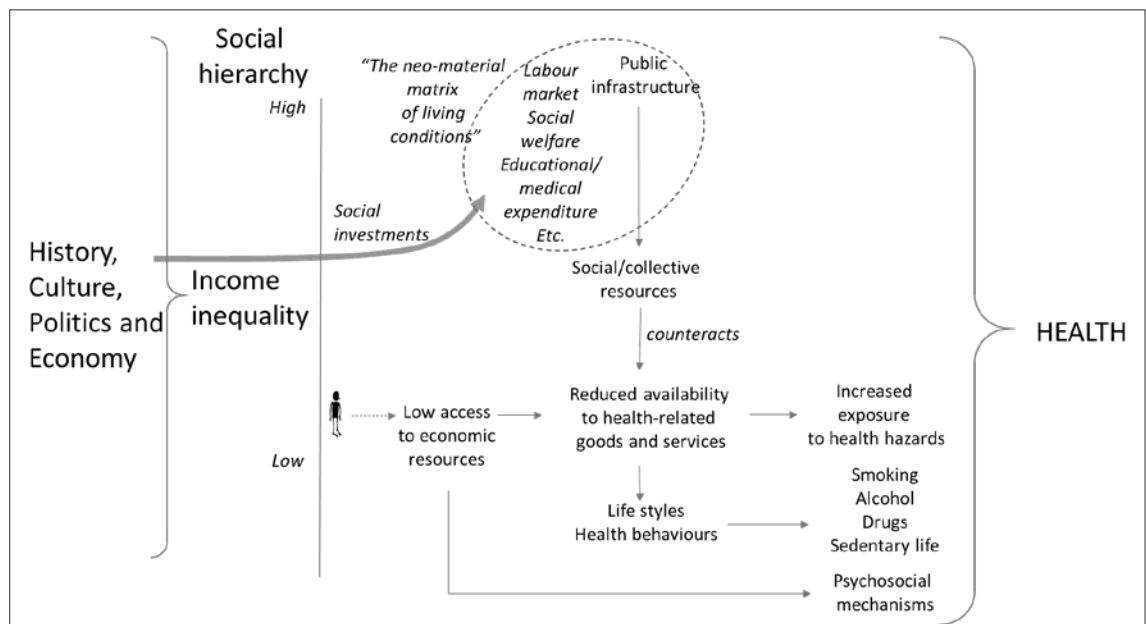 Social
hierarchy
High
Low
History,
Culture,
Politics and
Economy
Income
inequality
Social
investments
“The neo-material
matrix
of living
conditions”
Labour
market
Social
welfare
Educational/
medical
expenditure
Etc.
Public
infrastructure
Social/collective
resources
counteracts
Low access
to economic
resources
Reduced availability
to health-related
goods and services
Increased
exposure
to health hazards
Life styles
Health behaviours
Smoking
Alcohol
Drugs
Sedentary life
Psychosocial
mechanisms
HEALTH